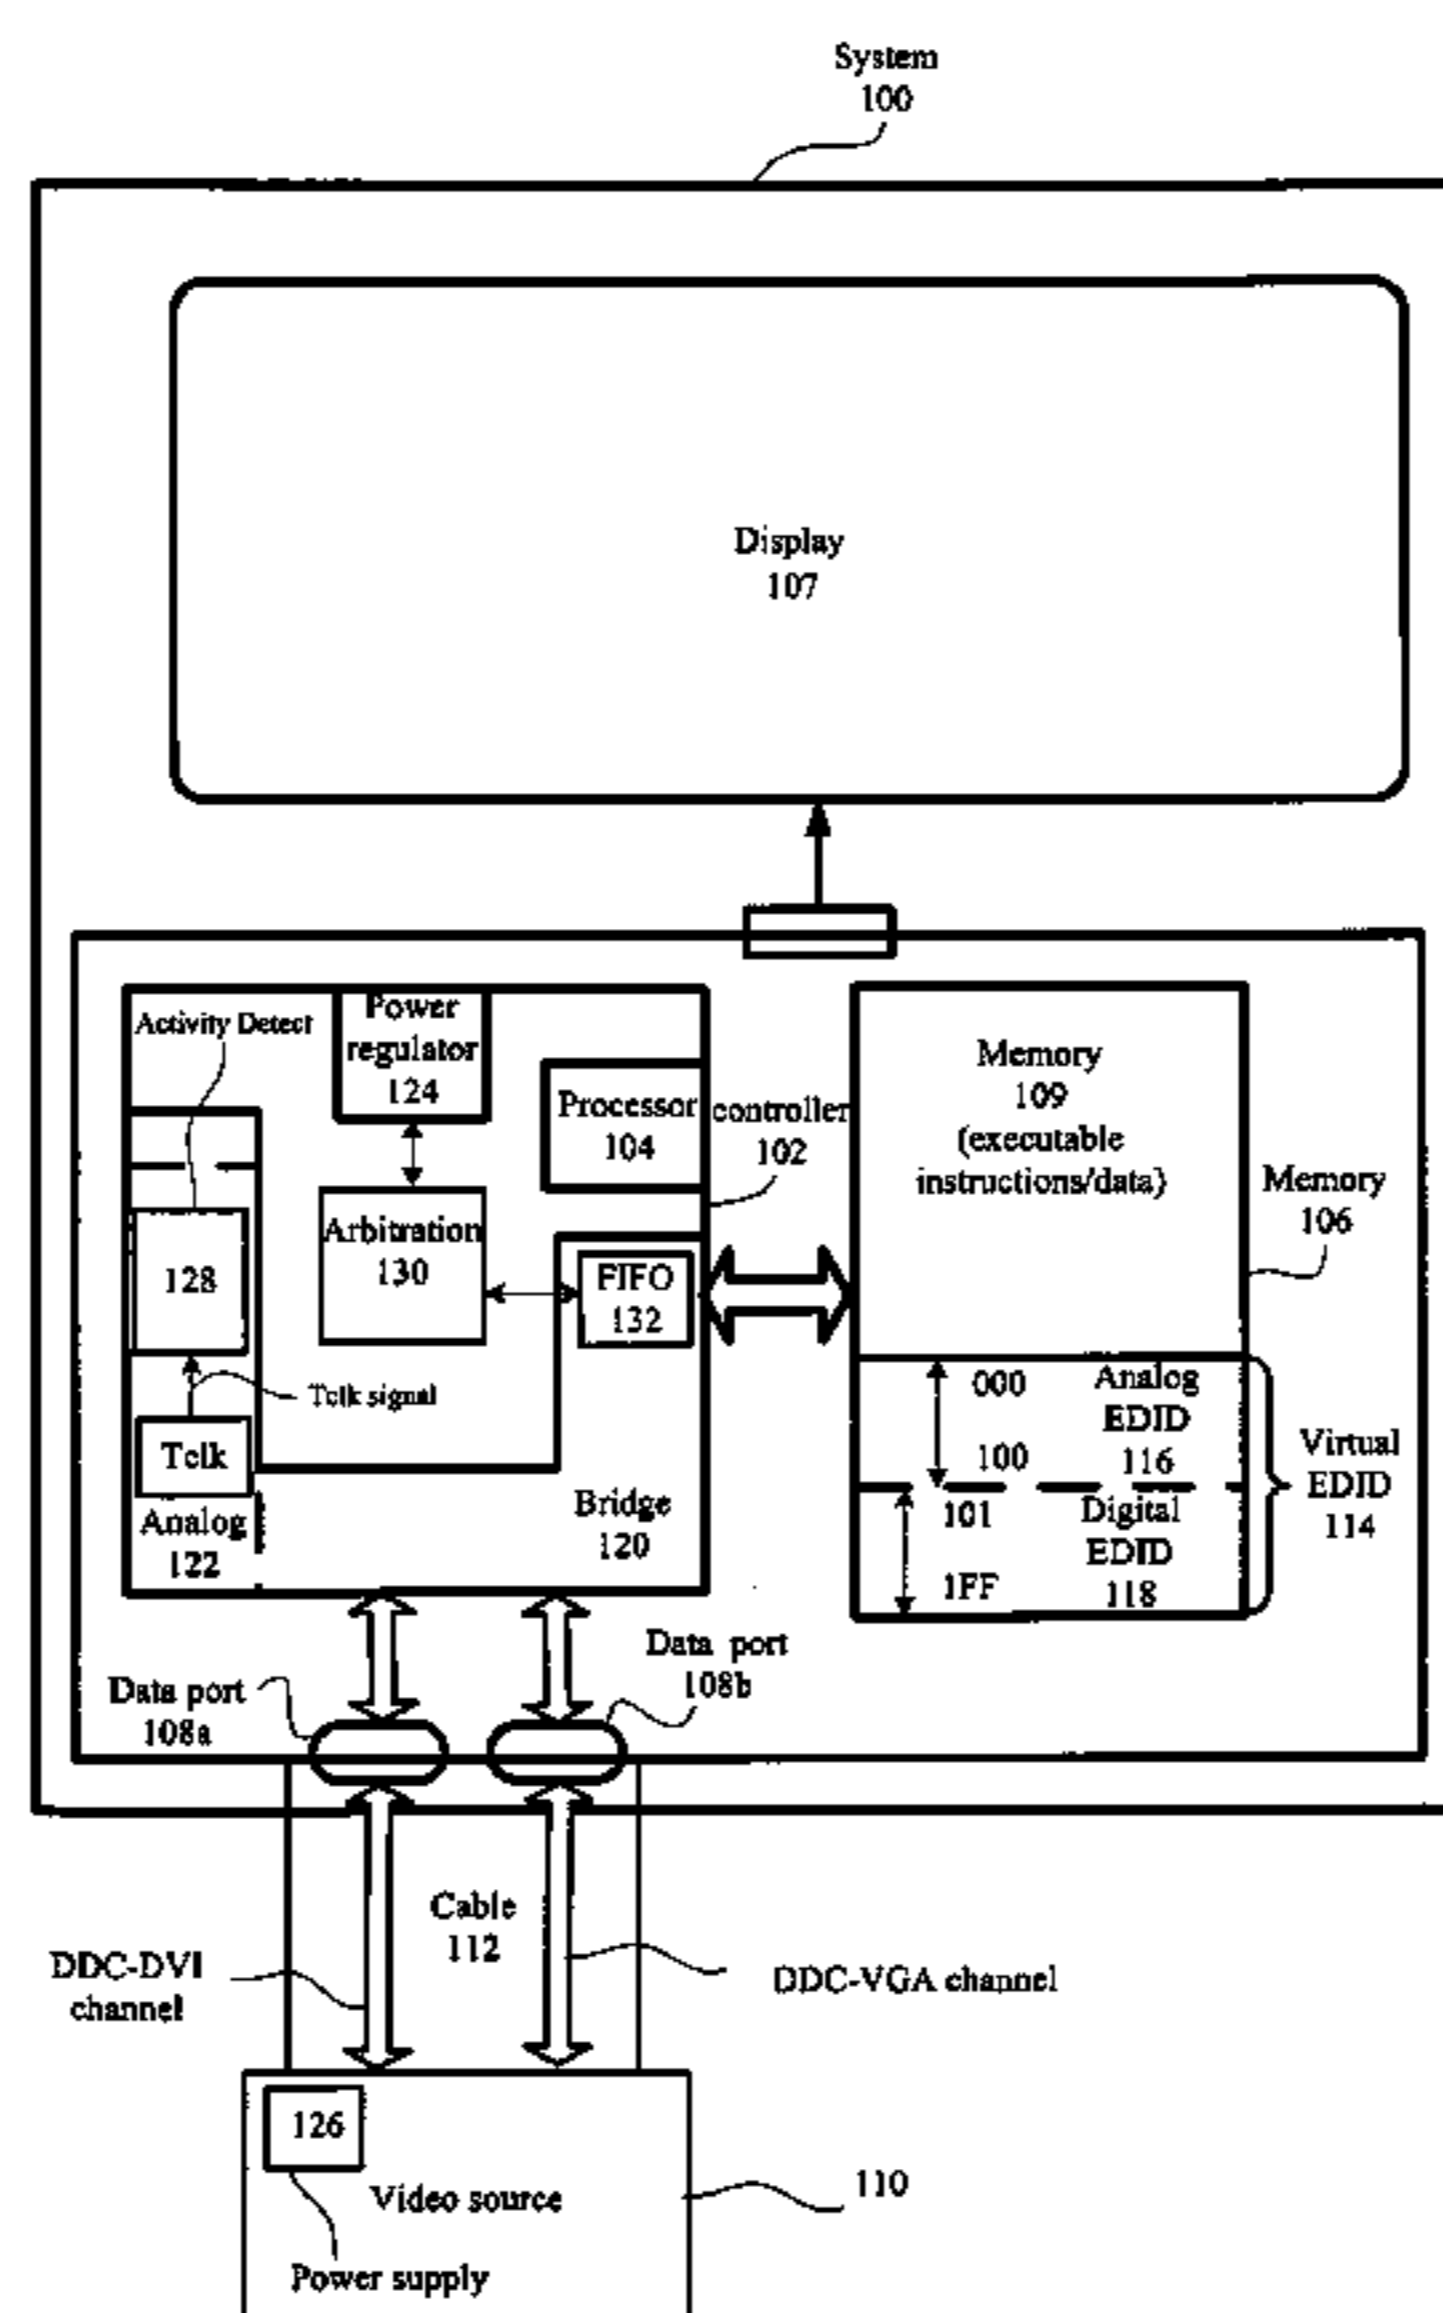 System
100
Display
107
Activity Detect
Power
regulator
124
Processor
104
controller
102
Memory
109
(executable
instructions/data)
Memory
106
128
Arbitration
130
FIFO
132
Tclk signal
Tclk
Analog
122
Bridge
120
000
Analog
EDID
116
100
101
Digital
EDID
118
1FF
Virtual
EDID
114
Data port
108a
Data port
108b
Cable
112
DDC-DVI
channel
DDC-VGA channel
126
Video source
110
Power supply